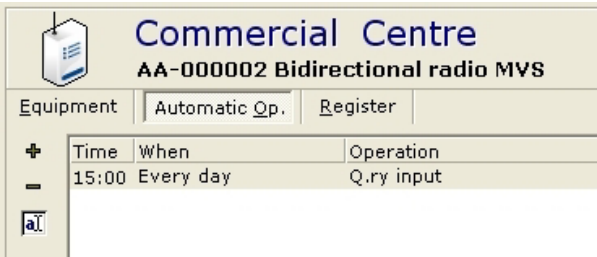 Commercial Centre
AA-000002 Bidirectional radio MVS
Equipment Automatic Op. Register
Time When Operation
15:00 Every day Q.ry input
a